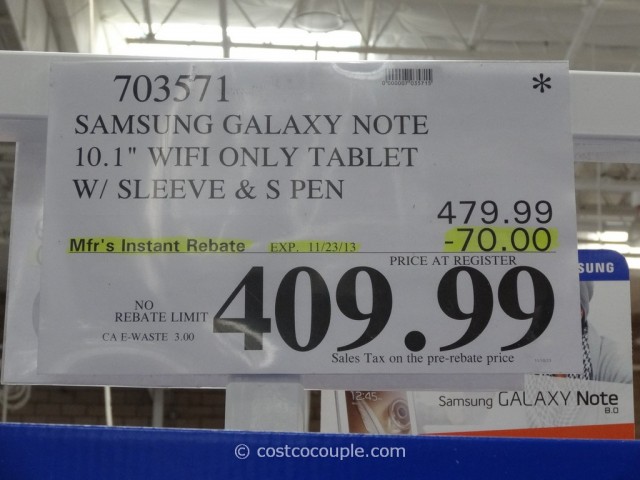 703571
*
SAMSUNG GALAXY NOTE
10.1" WIFI ONLY TABLET
W/ SLEEVE & S PEN
479.99
Mfr's Instant Rebate EXP. 11/23/13 -70.00
PRICE AT REGISTER
NO
REBATE LIMIT
409.99
CA E-WASTE 3.00
Sales Tax on the pre-rebate price
SUNG
12:45
Samsung GALAXY Note
8.0
© costcocouple.com